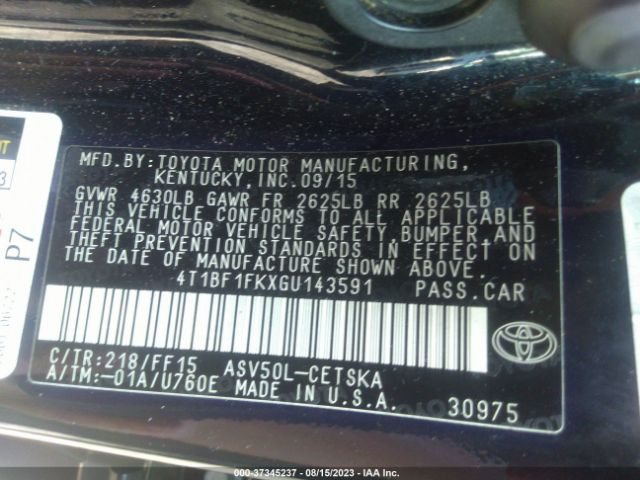 MFD.BY:TOYOTA MOTOR MANUFACTURING,
KENTUCKY,INC.09/15
GVWR 4630LB GAWR FR 2625LB RR 2625LB
THIS VEHICLE CONFORMS TO ALL APPLICABLE
FEDERAL MOTOR VEHICLE SAFETY, BUMPER, AND
THEFT PREVENTION STANDARDS IN EFFECT ON
THE DATE OF MANUFACTURE SHOWN ABOVE.
4T1BF1FKXGU143591 PASS.CAR
C/TR:218/FF15 ASV50L-CETSKA
A/TM:-01A/U760E MADE IN U.S.A.
30975
TOYOTA
P7
3
# 37345237 - 08/15/2023 - IAA Inc.